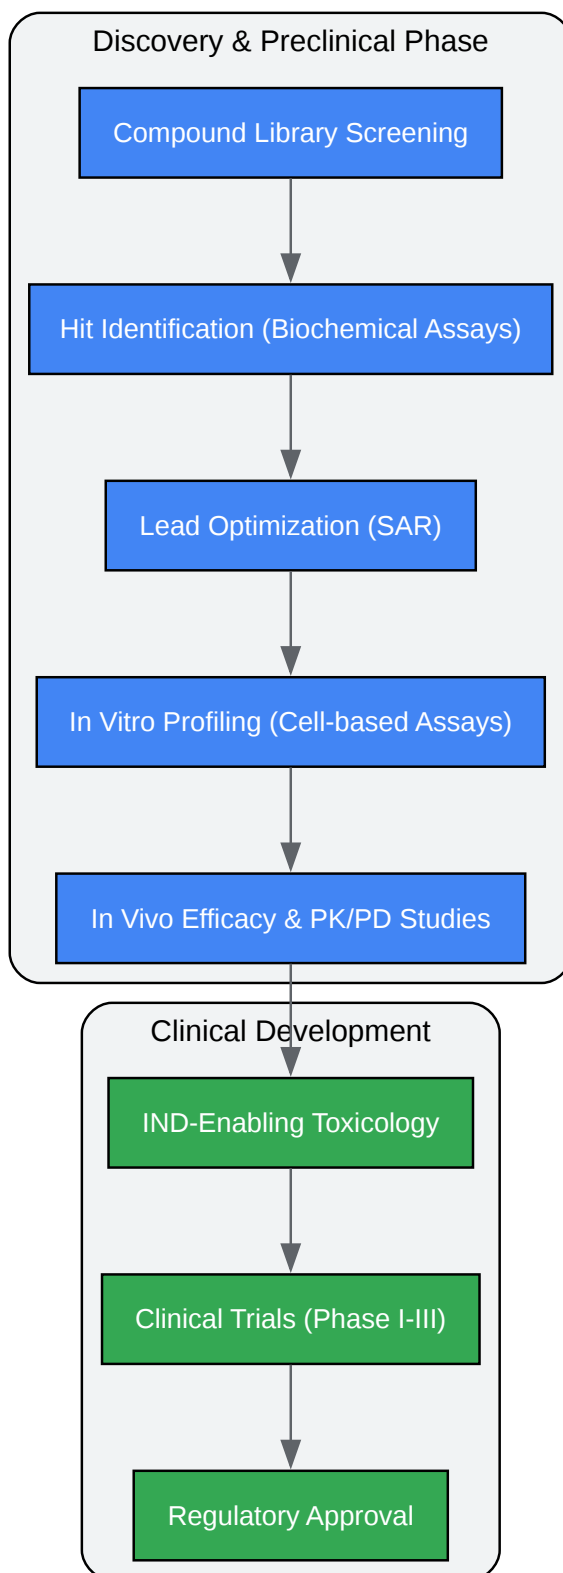 Discovery & Preclinical Phase
Compound Library Screening
Hit Identification (Biochemical Assays)
Lead Optimization (SAR)
In Vitro Profiling (Cell-based Assays)
In Vivo Efficacy & PK/PD Studies
Clinical Development
IND-Enabling Toxicology
Clinical Trials (Phase I-III)
Regulatory Approval